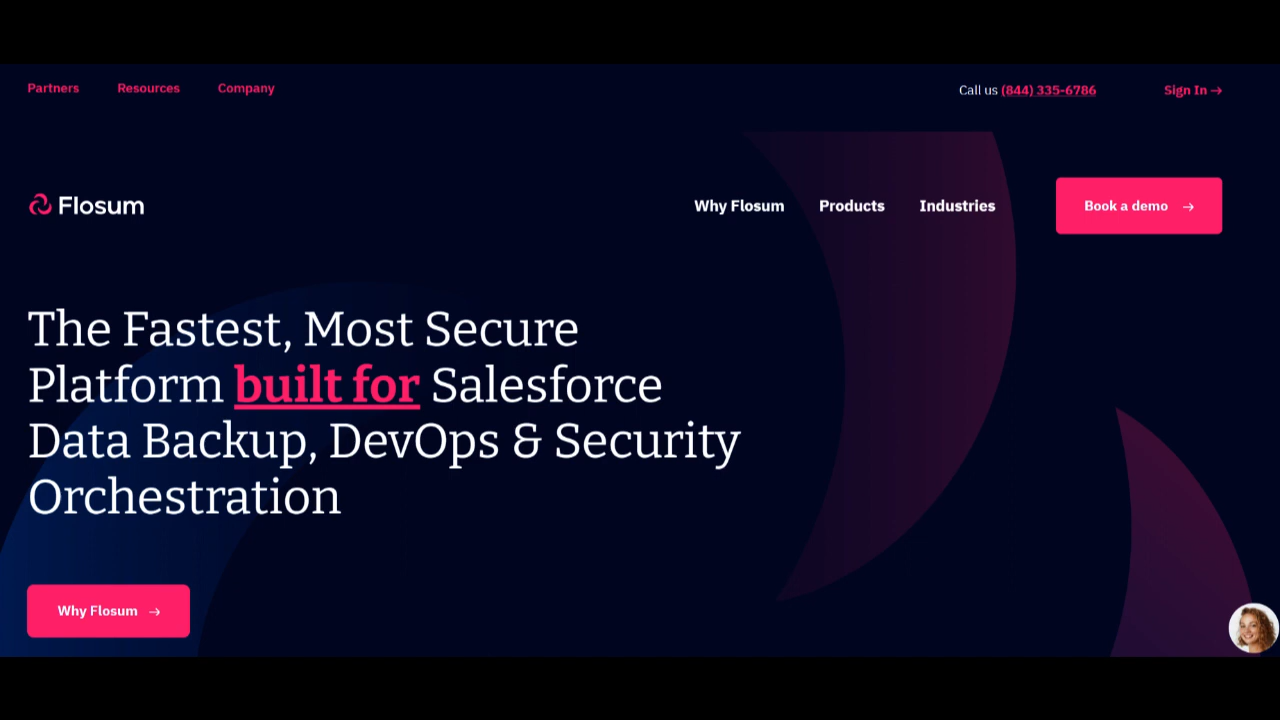 Partners Resources Company
Call us (844) 335-6786 Sign In →
Flosum
Why Flosum Products Industries Book a demo →
The Fastest, Most Secure
Platform built for Salesforce
Data Backup, DevOps & Security
Orchestration
Why Flosum →